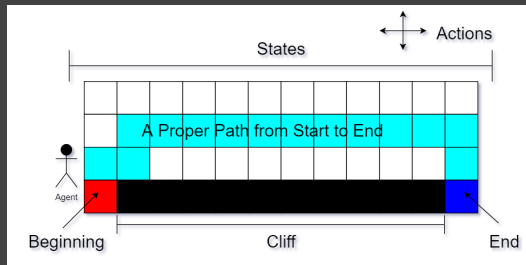 Actions
States
A Proper Path from Start to End
Agent
Beginning
Cliff
End